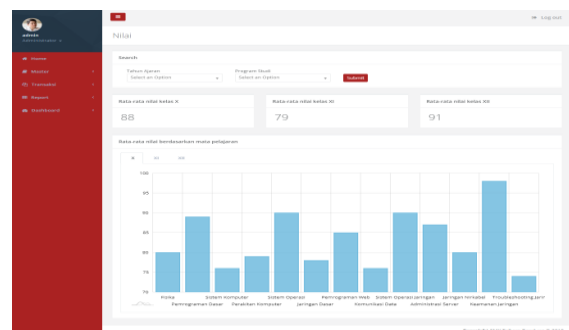 admin
Administrator
Home
Master
Transaksi
Report
Dashboard
Log out
Nilai
Search
Tahun Ajaran
Program Studi
Select an Option
Select an Option
Submit
Rata-rata nilai kelas X
88
Rata-rata nilai kelas XI
79
Rata-rata nilai kelas XII
91
Rata-rata nilai berdasarkan mata pelajaran
X
XI
XII
100
95
90
85
80
75
70
Fisika
Sistem Komputer
Sistem Operasi
Pemrograman Web
Sistem Operasi Jaringan
Jaringan Nirkabel
Troubleshooting Jarir
Pemrograman Dasar
Perakitan Komputer
Jaringan Dasar
Komunikasi Data
Administrasi Server
Keamanan Jaringan